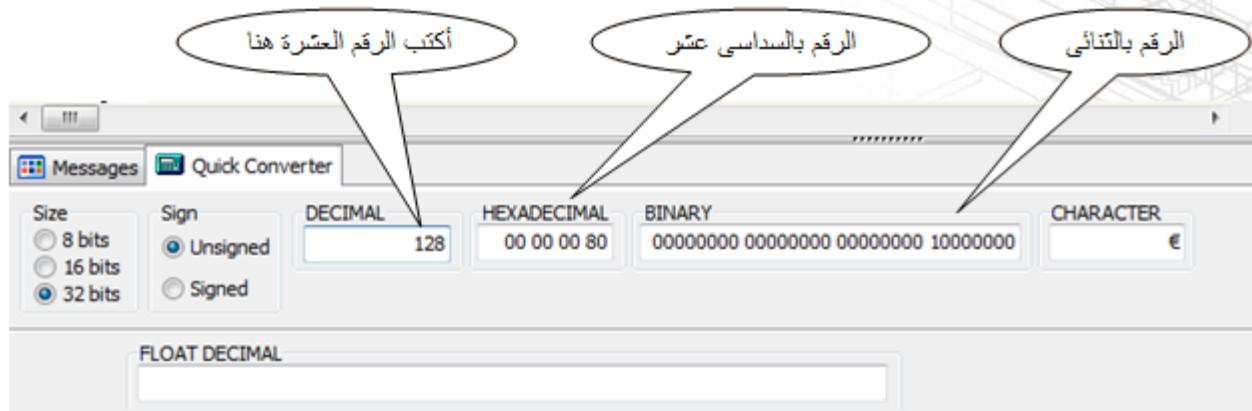 أكتب الرقم العشرة هنا
الرقم بالسداسى عشر
الرقم بالثنائى
Messages
Quick Converter
Size
8 bits
16 bits
32 bits
Sign
Unsigned
Signed
DECIMAL
128
HEXADECIMAL
00 00 00 80
BINARY
00000000 00000000 00000000 10000000
CHARACTER
€
FLOAT DECIMAL